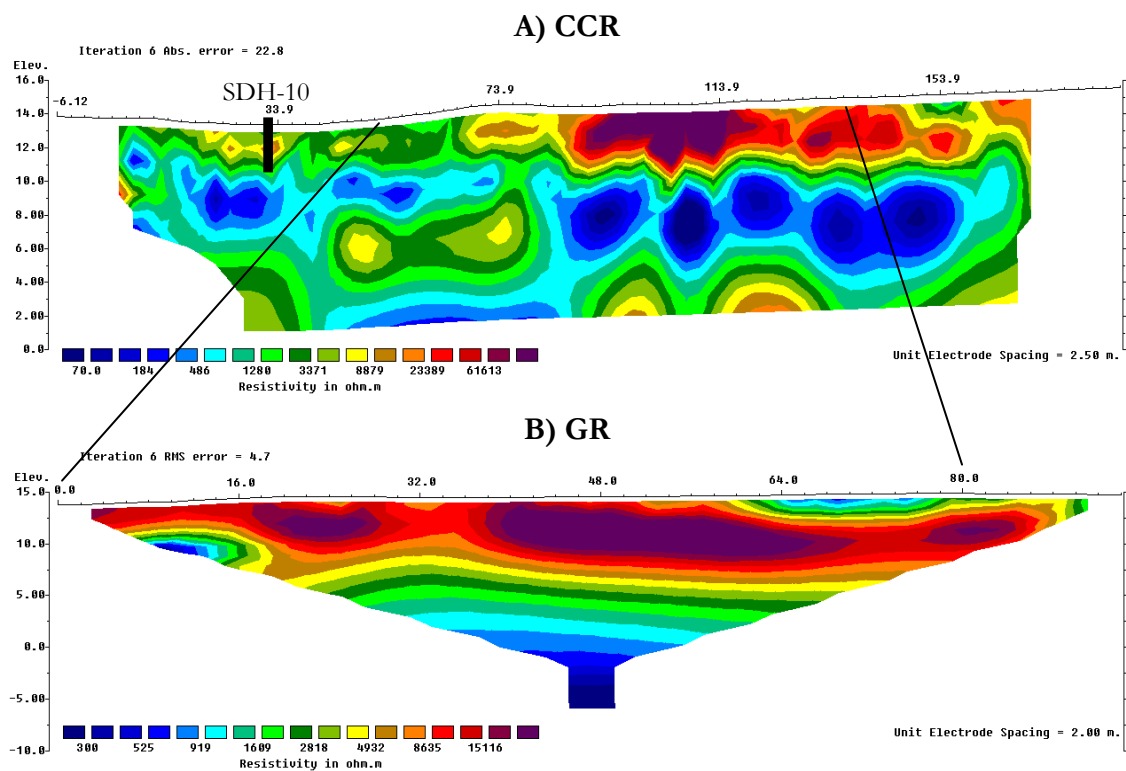 A) CCR
Iteration 6 Abs. error = 22.8
Elev.
16.0
-6.12
SDH-10
33.9
73.9
113.9
153.9
14.0
12.0
10.0
8.00
6.00
4.00
2.00
0.0
70.0 184 486 1280 3371 8879 23389 61613
Resistivity in ohm.m
Unit Electrode Spacing = 2.50 m.
B) GR
Iteration 6 RMS error = 4.7
Elev.
15.0
0.0 16.0 32.0 48.0 64.0 80.0
10.0
5.00
0.0
-5.00
-10.0
300 525 919 1609 2818 4932 8635 15116
Resistivity in ohm.m
Unit Electrode Spacing = 2.00 m.